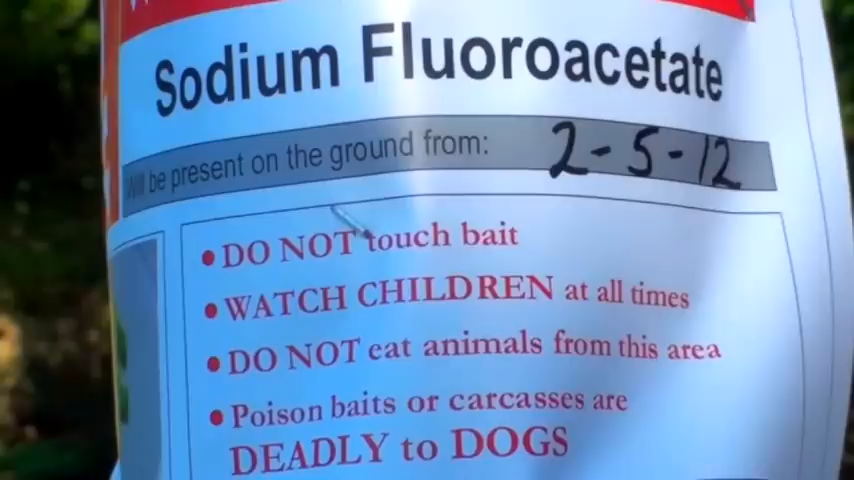 Sodium Fluoroacetate
Will be present on the ground from: 2-5-12
• DO NOT touch bait
• WATCH CHILDREN at all times
• DO NOT eat animals from this area
• Poison baits or carcasses are
DEADLY to DOGS